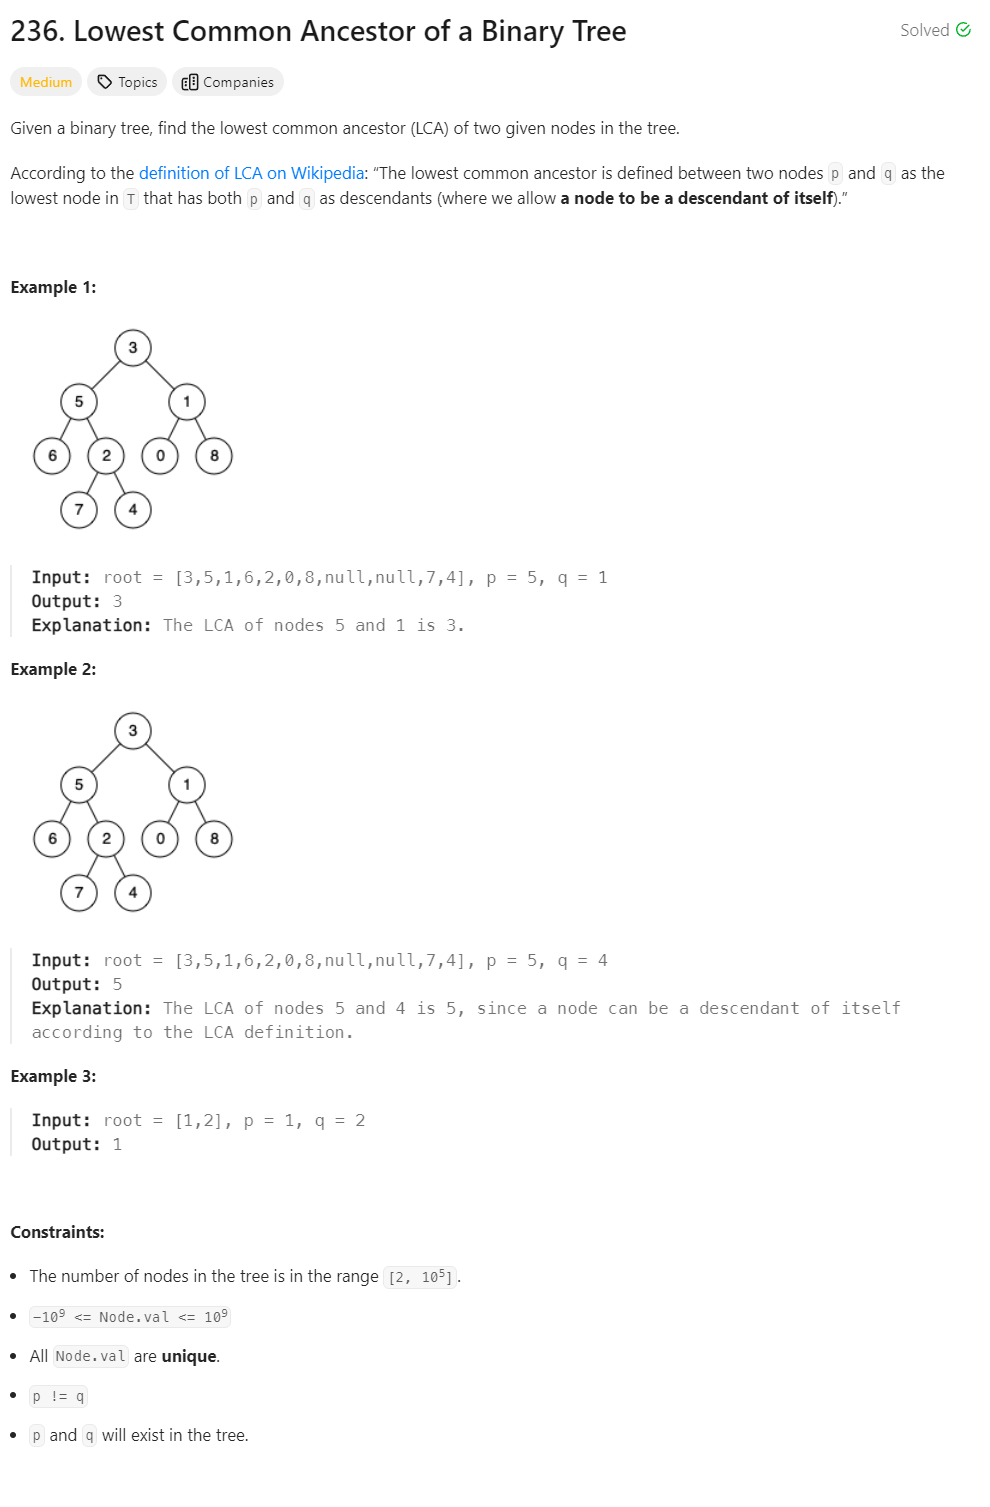 236. Lowest Common Ancestor of a Binary Tree
Solved
Medium Topics Companies
Given a binary tree, find the lowest common ancestor (LCA) of two given nodes in the tree.
According to the definition of LCA on Wikipedia: “The lowest common ancestor is defined between two nodes p and q as the
lowest node in T that has both p and q as descendants (where we allow a node to be a descendant of itself).”
Example 1:
3
5 1
6 2 0 8
7 4
Input: root = [3,5,1,6,2,0,8,null,null,7,4], p = 5, q = 1
Output: 3
Explanation: The LCA of nodes 5 and 1 is 3.
Example 2:
3
5 1
6 2 0 8
7 4
Input: root = [3,5,1,6,2,0,8,null,null,7,4], p = 5, q = 4
Output: 5
Explanation: The LCA of nodes 5 and 4 is 5, since a node can be a descendant of itself
according to the LCA definition.
Example 3:
Input: root = [1,2], p = 1, q = 2
Output: 1
Constraints:
• The number of nodes in the tree is in the range [2, 10⁵].
• -10⁹ <= Node.val <= 10⁹
• All Node.val are unique.
• p != q
• p and q will exist in the tree.